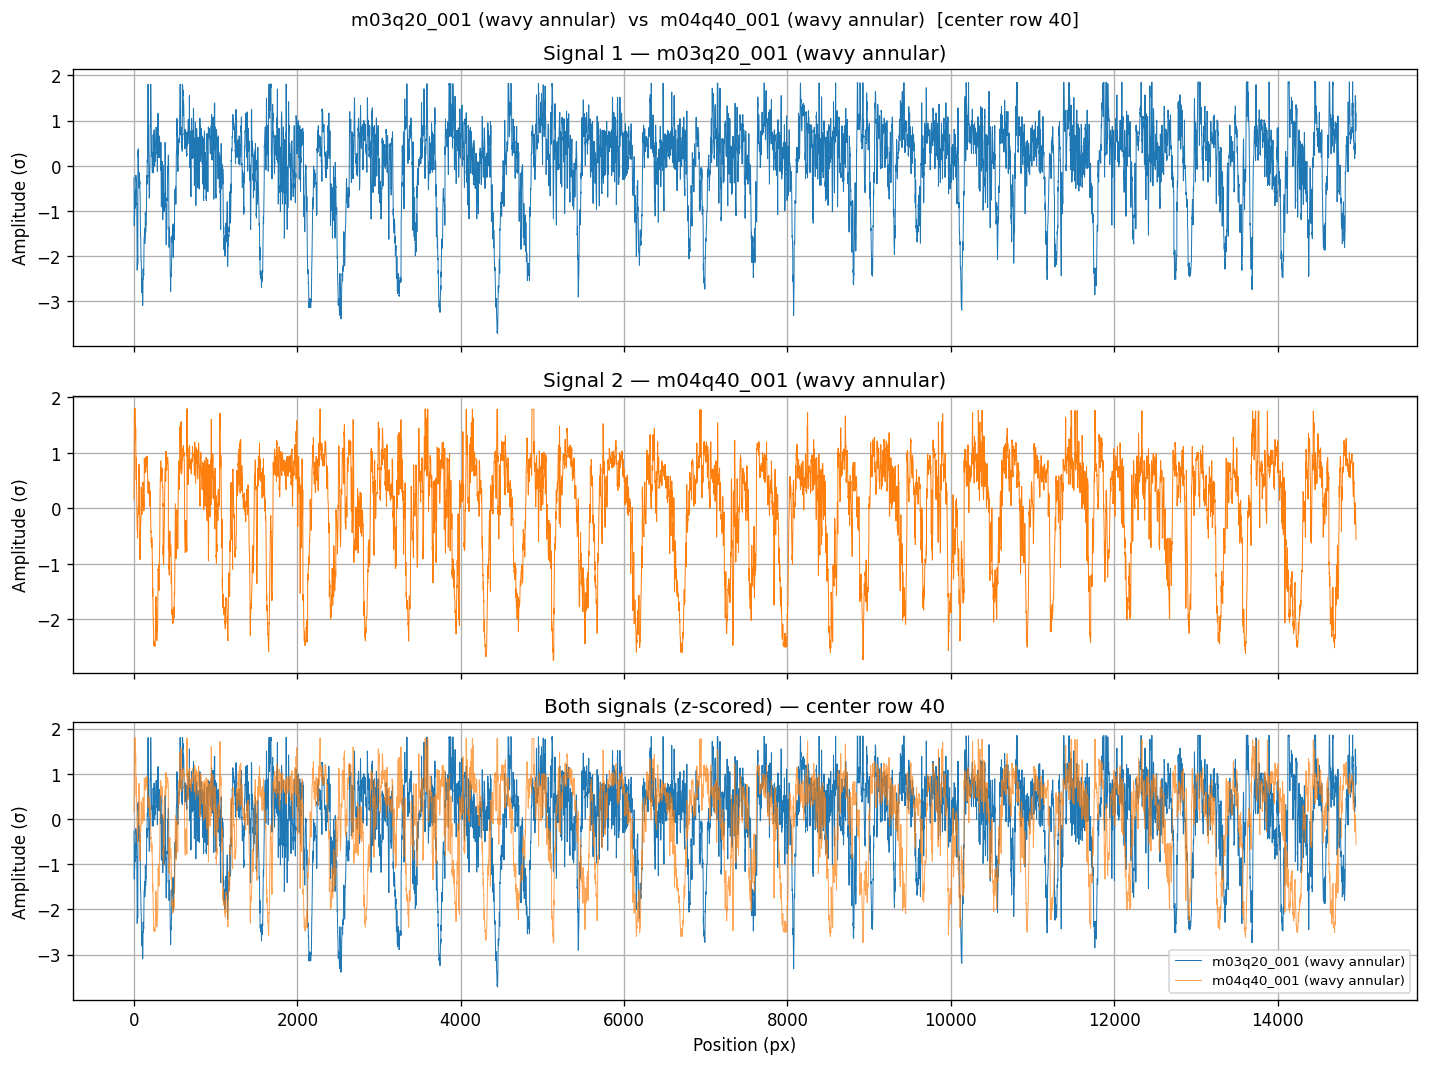 m03q20_001 (wavy annular)  vs  m04q40_001 (wavy annular)  [center row 40]
Signal 1 — m03q20_001 (wavy annular)
2
1
0
−1
−2
−3
Amplitude (σ)
Signal 2 — m04q40_001 (wavy annular)
2
1
0
−1
−2
Amplitude (σ)
Both signals (z-scored) — center row 40
2
1
0
−1
−2
−3
Amplitude (σ)
m03q20_001 (wavy annular)
m04q40_001 (wavy annular)
0 2000 4000 6000 8000 10000 12000 14000
Position (px)